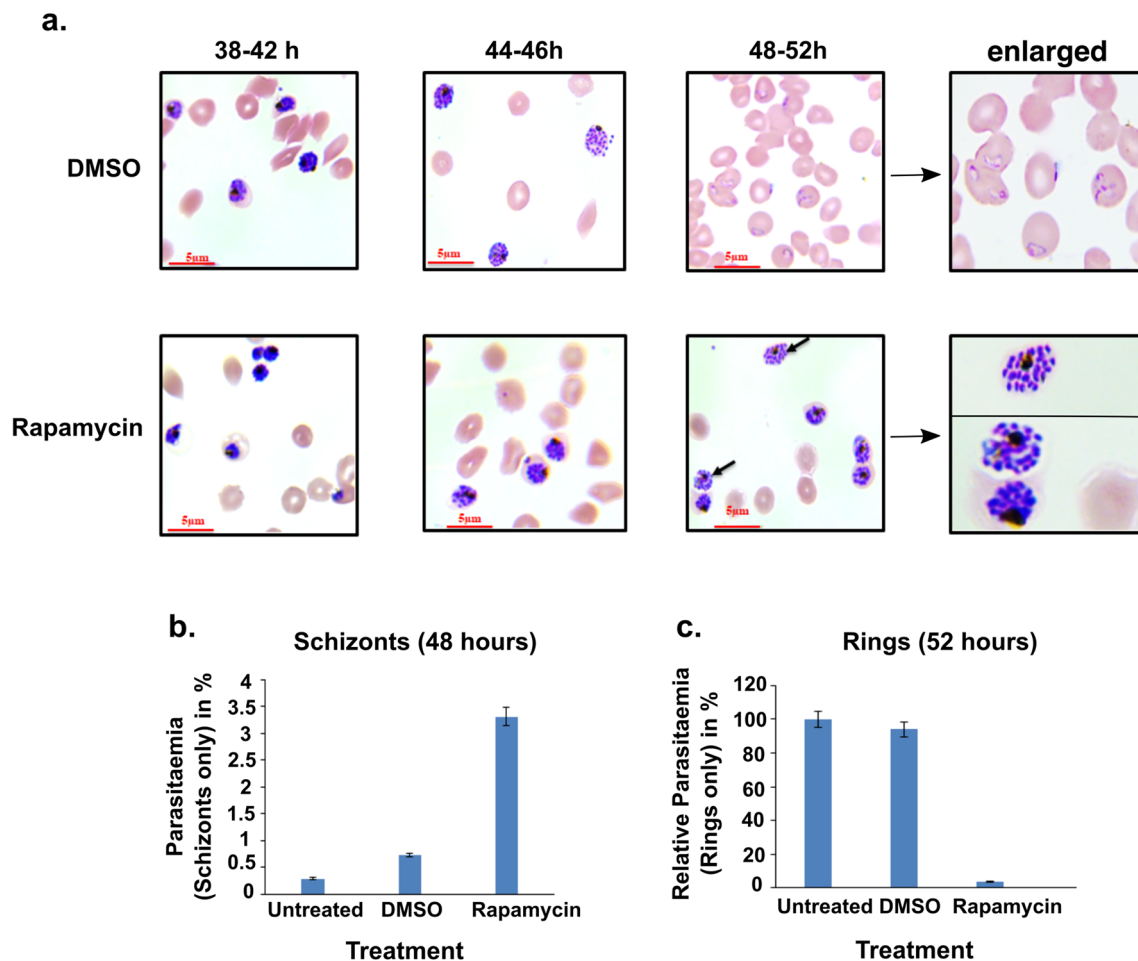 a.
38-42 h 44-46h 48-52h enlarged
DMSO
5µm 5µm 5µm
Rapamycin
5µm 5µm 5µm
b.
Schizonts (48 hours)
Parasitaemia
(Schizonts only) in %
4
3.5
3
2.5
2
1.5
1
0.5
0
Untreated DMSO Rapamycin
Treatment
c.
Rings (52 hours)
Relative Parasitaemia
(Rings only) in %
120
100
80
60
40
20
0
Untreated DMSO Rapamycin
Treatment